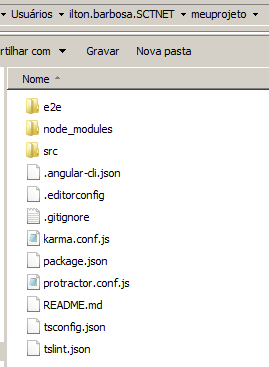 Usuários ilton.barbosa.SCTNET meuprojeto
rtilhar com Gravar Nova pasta
Nome
e2e
node_modules
src
.angular-cli.json
.editorconfig
.gitignore
karma.conf.js
package.json
protractor.conf.js
README.md
tsconfig.json
tslint.json